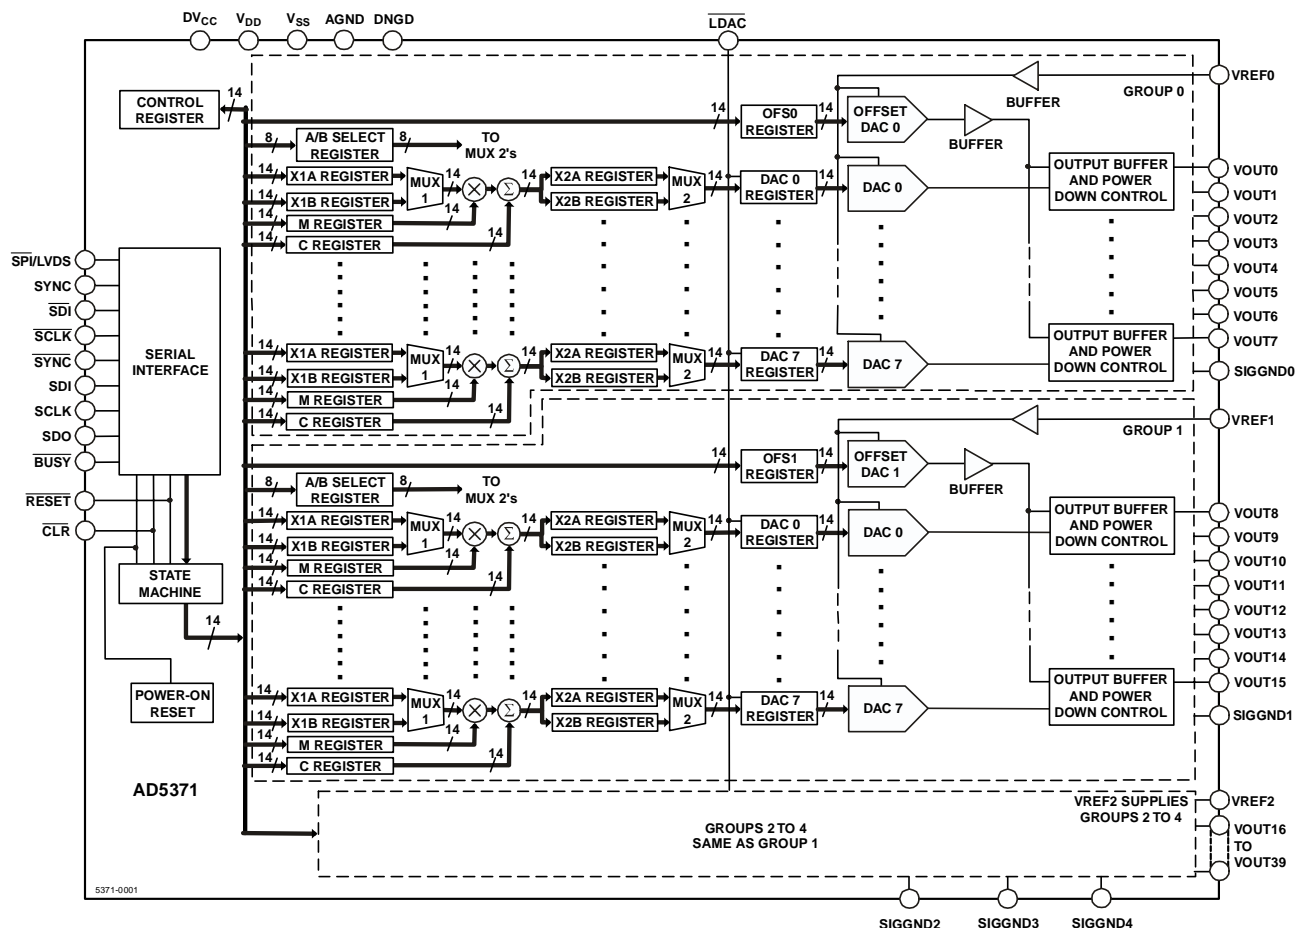 DVCC
VDD
VSS
AGND
DNGD
LDAC
VREF0
BUFFER
GROUP 0
CONTROL
REGISTER
14
14
OFS0
REGISTER
14
OFFSET
DAC 0
BUFFER
8
A/B SELECT
REGISTER
8
TO
MUX 2's
14
X1A REGISTER
14
X1B REGISTER
MUX
1
14
×
Σ
14
X2A REGISTER
X2B REGISTER
MUX
2
14
DAC 0
REGISTER
14
DAC 0
OUTPUT BUFFER
AND POWER
DOWN CONTROL
14
M REGISTER
14
14
C REGISTER
14
VOUT0
VOUT1
VOUT2
VOUT3
VOUT4
VOUT5
VOUT6
VOUT7
SIGGND0
SPI/LVDS
SYNC
SDI
SCLK
SYNC
SDI
SCLK
SDO
BUSY
RESET
CLR
SERIAL
INTERFACE
14
X1A REGISTER
14
X1B REGISTER
MUX
1
14
×
Σ
14
X2A REGISTER
X2B REGISTER
MUX
2
14
DAC 7
REGISTER
14
DAC 7
OUTPUT BUFFER
AND POWER
DOWN CONTROL
14
M REGISTER
14
14
C REGISTER
14
VREF1
GROUP 1
14
OFS1
REGISTER
14
OFFSET
DAC 1
BUFFER
8
A/B SELECT
REGISTER
8
TO
MUX 2's
14
X1A REGISTER
14
X1B REGISTER
MUX
1
14
×
Σ
14
X2A REGISTER
X2B REGISTER
MUX
2
14
DAC 0
REGISTER
14
DAC 0
OUTPUT BUFFER
AND POWER
DOWN CONTROL
14
M REGISTER
14
14
C REGISTER
14
VOUT8
VOUT9
VOUT10
VOUT11
VOUT12
VOUT13
VOUT14
VOUT15
SIGGND1
STATE
MACHINE
14
POWER-ON
RESET
14
X1A REGISTER
14
X1B REGISTER
MUX
1
14
×
Σ
14
X2A REGISTER
X2B REGISTER
MUX
2
14
DAC 7
REGISTER
14
DAC 7
OUTPUT BUFFER
AND POWER
DOWN CONTROL
14
M REGISTER
14
14
C REGISTER
14
AD5371
VREF2 SUPPLIES
GROUPS 2 TO 4
GROUPS 2 TO 4
SAME AS GROUP 1
VREF2
VOUT16
TO
VOUT39
5371-0001
SIGGND2
SIGGND3
SIGGND4